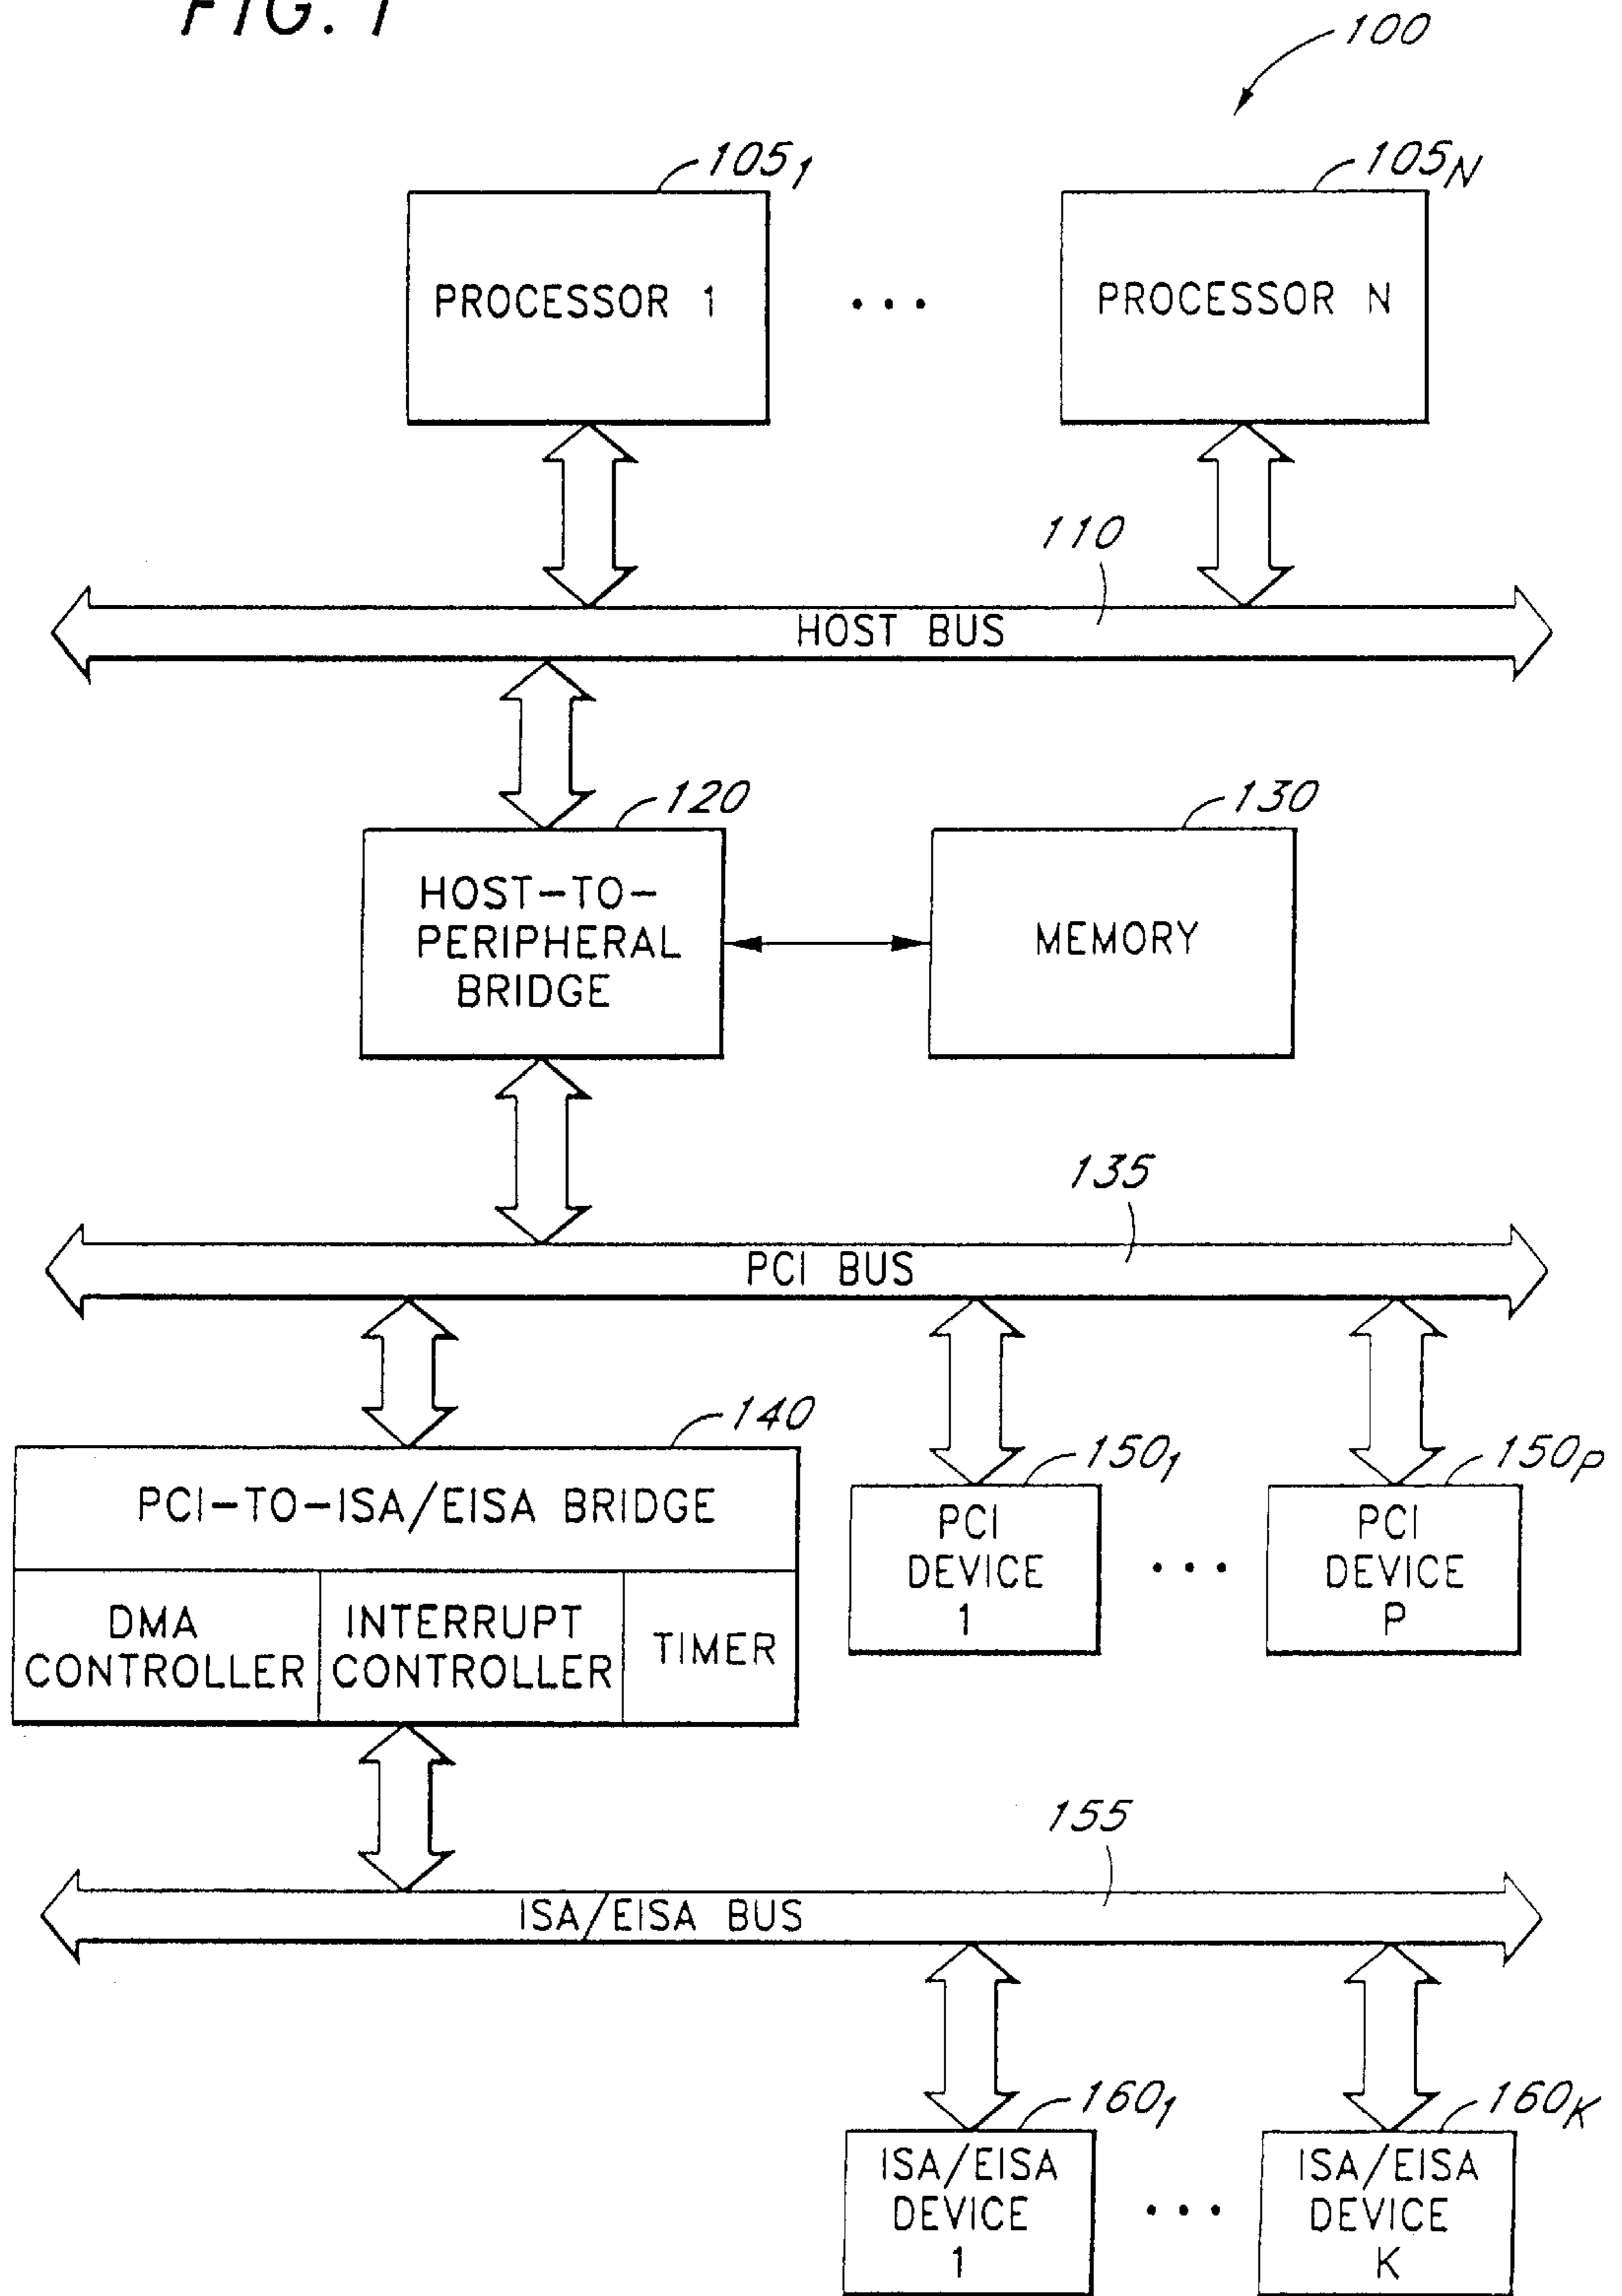 FIG. 1
100
105₁
105N
PROCESSOR 1
...
PROCESSOR N
110
HOST BUS
120
130
HOST-TO-
PERIPHERAL
BRIDGE
MEMORY
135
PCI BUS
140
PCI-TO-ISA/EISA BRIDGE
DMA
CONTROLLER
INTERRUPT
CONTROLLER
TIMER
150₁
150P
PCI
DEVICE
1
...
PCI
DEVICE
P
155
ISA/EISA BUS
160₁
160K
ISA/EISA
DEVICE
1
...
ISA/EISA
DEVICE
K